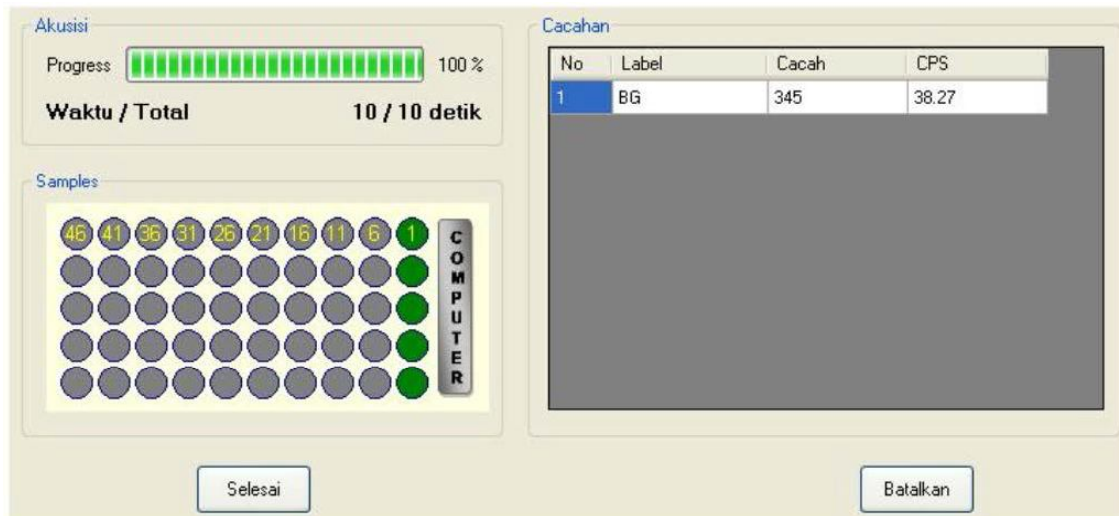 Akusisi
Progress 100 %
Waktu / Total 10 / 10 detik
Samples
46 41 36 31 26 21 16 11 6 1
COMPUTER
Cacahan
No Label Cacah CPS
1 BG 345 38.27
Selesai
Batalkan